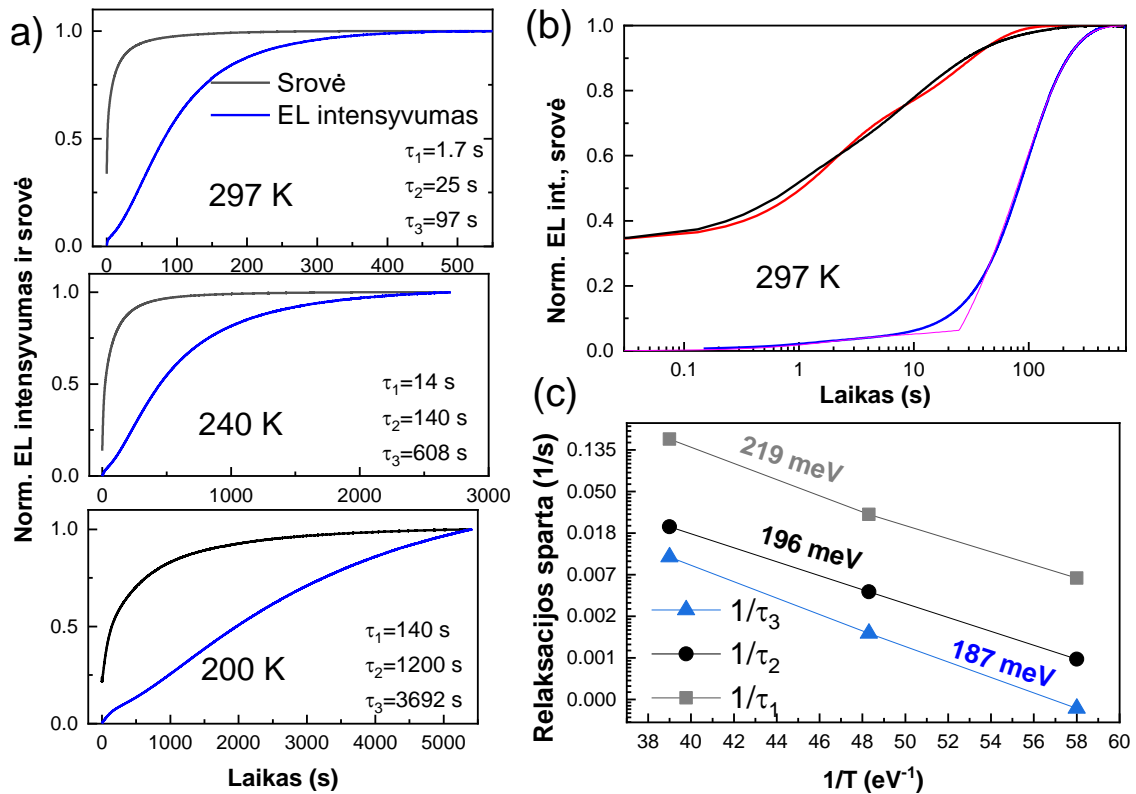 a)
Norm. EL intensyvumas ir srovė
1.0
0.5
0.0
Srovė
EL intensyvumas
τ1=1.7 s
τ2=25 s
τ3=97 s
297 K
0 100 200 300 400 500
1.0
0.5
0.0
τ1=14 s
τ2=140 s
τ3=608 s
240 K
0 1000 2000 3000
1.0
0.5
0.0
τ1=140 s
τ2=1200 s
τ3=3692 s
200 K
0 1000 2000 3000 4000 5000
Laikas (s)
(b)
Norm. EL int., srovė
1.0
0.8
0.6
0.4
0.2
0.0
297 K
0.1 1 10 100
Laikas (s)
(c)
Relaksacijos sparta (1/s)
0.135
0.050
0.018
0.007
0.002
0.001
0.000
219 meV
196 meV
187 meV
1/τ3
1/τ2
1/τ1
38 40 42 44 46 48 50 52 54 56 58 60
1/T (eV⁻¹)